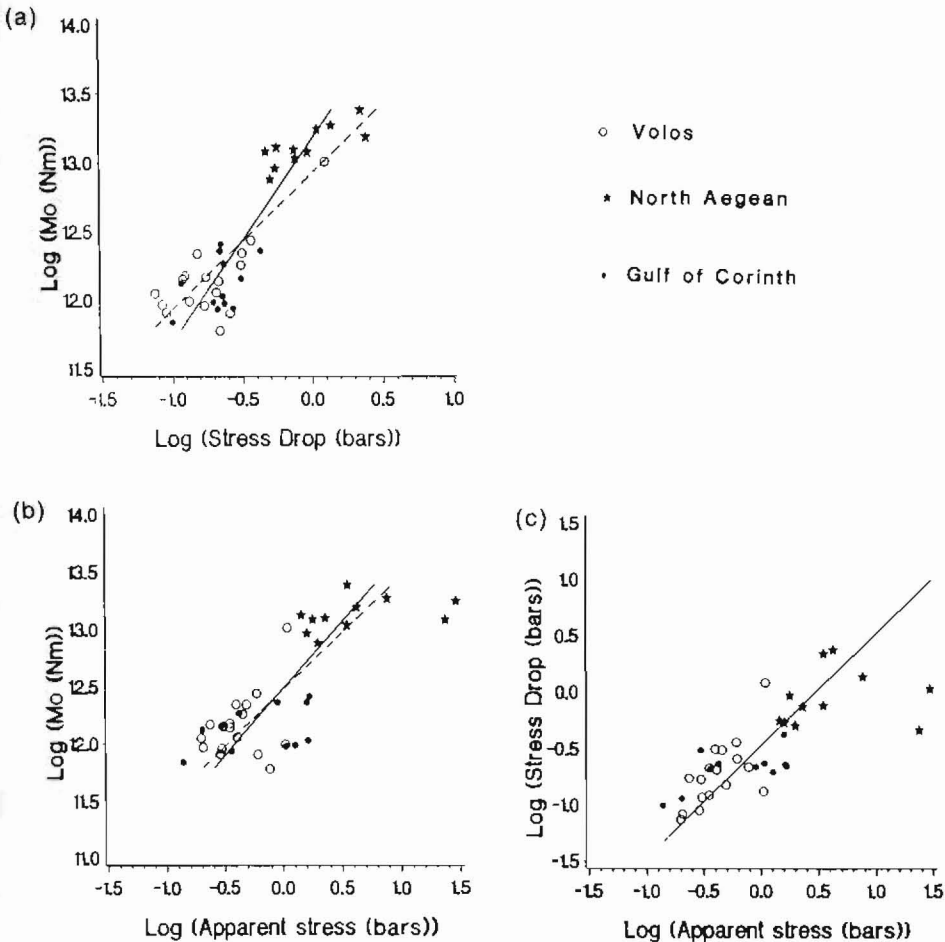 (a)
14.0
13.5
13.0
12.5
12.0
11.5
Log (Mo (Nm))
-1.5 -1.0 -0.5 0.0 0.5 1.0
Log (Stress Drop (bars))
Volos
North Aegean
Gulf of Corinth
(b)
14.0
13.5
13.0
12.5
12.0
11.0
Log (Mo (Nm))
-1.5 -1.0 -0.5 0.0 0.5 1.0 1.5
Log (Apparent stress (bars))
(c)
1.5
1.0
0.5
0.0
-0.5
-1.0
-1.5
Log (Stress Drop (bars))
-1.5 -1.0 -0.5 0.0 0.5 1.0 1.5
Log (Apparent stress (bars))